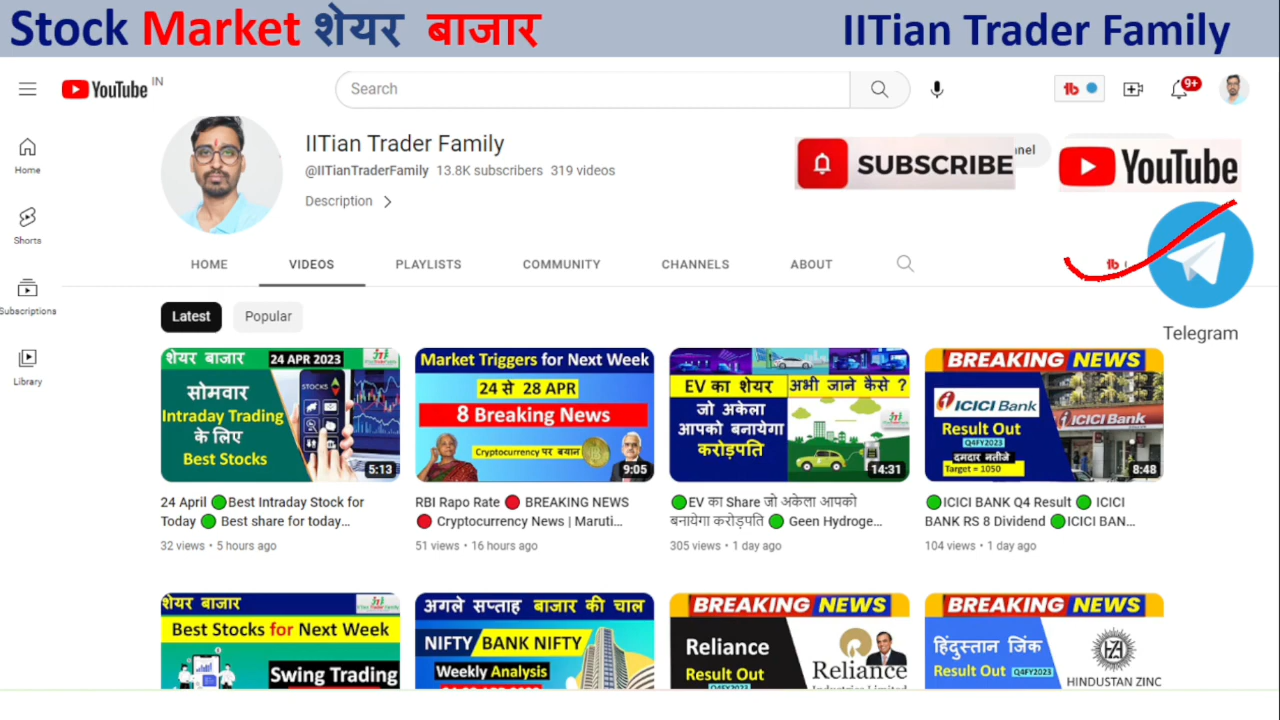 Stock Market शेयर बाजार
IITian Trader Family
YouTube IN
Search
9+
Home
Shorts
Subscriptions
Library
IITian Trader Family
@IITianTraderFamily 13.8K subscribers 319 videos
Description
SUBSCRIBE
YouTube
Telegram
HOME VIDEOS PLAYLISTS COMMUNITY CHANNELS ABOUT
Latest Popular
शेयर बाजार 24 APR 2023
सोमवार
Intraday Trading
के लिए
Best Stocks
STOCKS
5:13
Market Triggers for Next Week
24 से 28 APR
8 Breaking News
Cryptocurrency पर बयान
9:05
EV का शेयर अभी जाने कैसे ?
जो अकेला
आपको बनायेगा
करोड़पति
14:31
BREAKING NEWS
ICICI Bank
ICICI Bank
Result Out
Q4FY2023
दमदार नतीजे
Target = 1050
8:48
24 April Best Intraday Stock for
Today Best share for today...
32 views • 5 hours ago
RBI Rapo Rate BREAKING NEWS
Cryptocurrency News | Maruti...
51 views • 16 hours ago
EV का Share जो अकेला आपको
बनायेगा करोड़पति Geen Hydroge...
305 views • 1 day ago
ICICI BANK Q4 Result ICICI
BANK RS 8 Dividend ICICI BAN...
104 views • 1 day ago
शेयर बाजार
Best Stocks for Next Week
Swing Trading
अगले सप्ताह बाजार की चाल
NIFTY BANK NIFTY
Weekly Analysis
BREAKING NEWS
Reliance
Result Out
Q4FY2023
Reliance
Industries Limited
BREAKING NEWS
हिंदुस्तान जिंक
Result Out Q4FY2023
HINDUSTAN ZINC